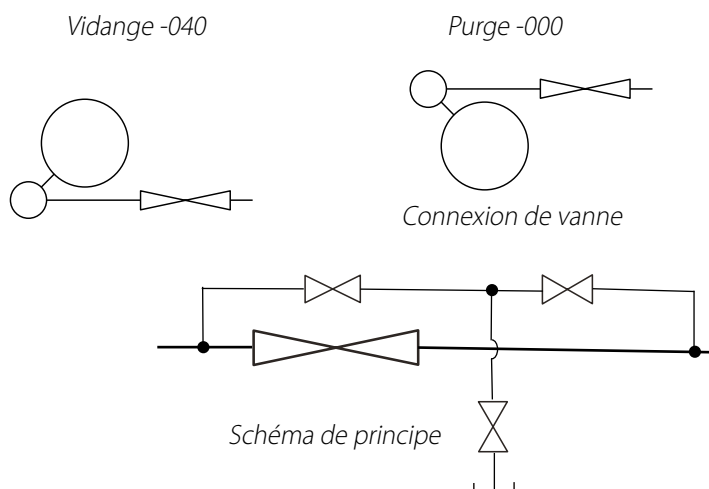 Vidange -040
Purge -000
Connexion de vanne
Schéma de principe